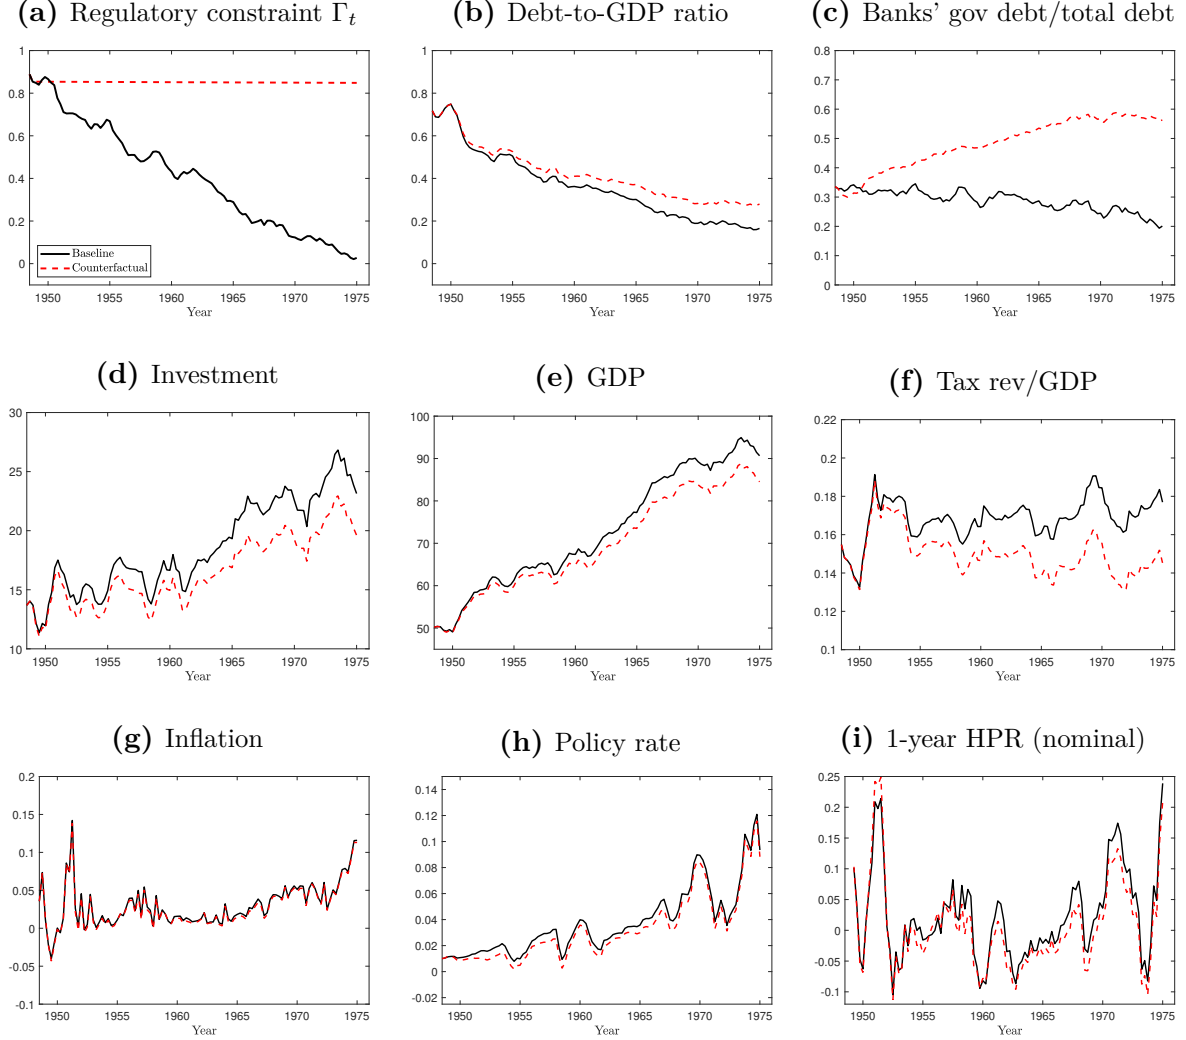 (a) Regulatory constraint Γt
(b) Debt-to-GDP ratio
(c) Banks' gov debt/total debt
1
0.8
0.6
0.4
0.2
0
Baseline
Counterfactual
1950 1955 1960 1965 1970 1975
Year
1
0.8
0.6
0.4
0.2
0
1950 1955 1960 1965 1970 1975
Year
0.8
0.7
0.6
0.5
0.4
0.3
0.2
0.1
0
1950 1955 1960 1965 1970 1975
Year
(d) Investment
(e) GDP
(f) Tax rev/GDP
30
25
20
15
10
1950 1955 1960 1965 1970 1975
Year
100
90
80
70
60
50
1950 1955 1960 1965 1970 1975
Year
0.22
0.2
0.18
0.16
0.14
0.12
0.1
1950 1955 1960 1965 1970 1975
Year
(g) Inflation
(h) Policy rate
(i) 1-year HPR (nominal)
0.2
0.15
0.1
0.05
0
-0.05
-0.1
1950 1955 1960 1965 1970 1975
Year
0.14
0.12
0.1
0.08
0.06
0.04
0.02
0
-0.02
1950 1955 1960 1965 1970 1975
Year
0.25
0.2
0.15
0.1
0.05
0
-0.05
-0.1
1950 1955 1960 1965 1970 1975
Year